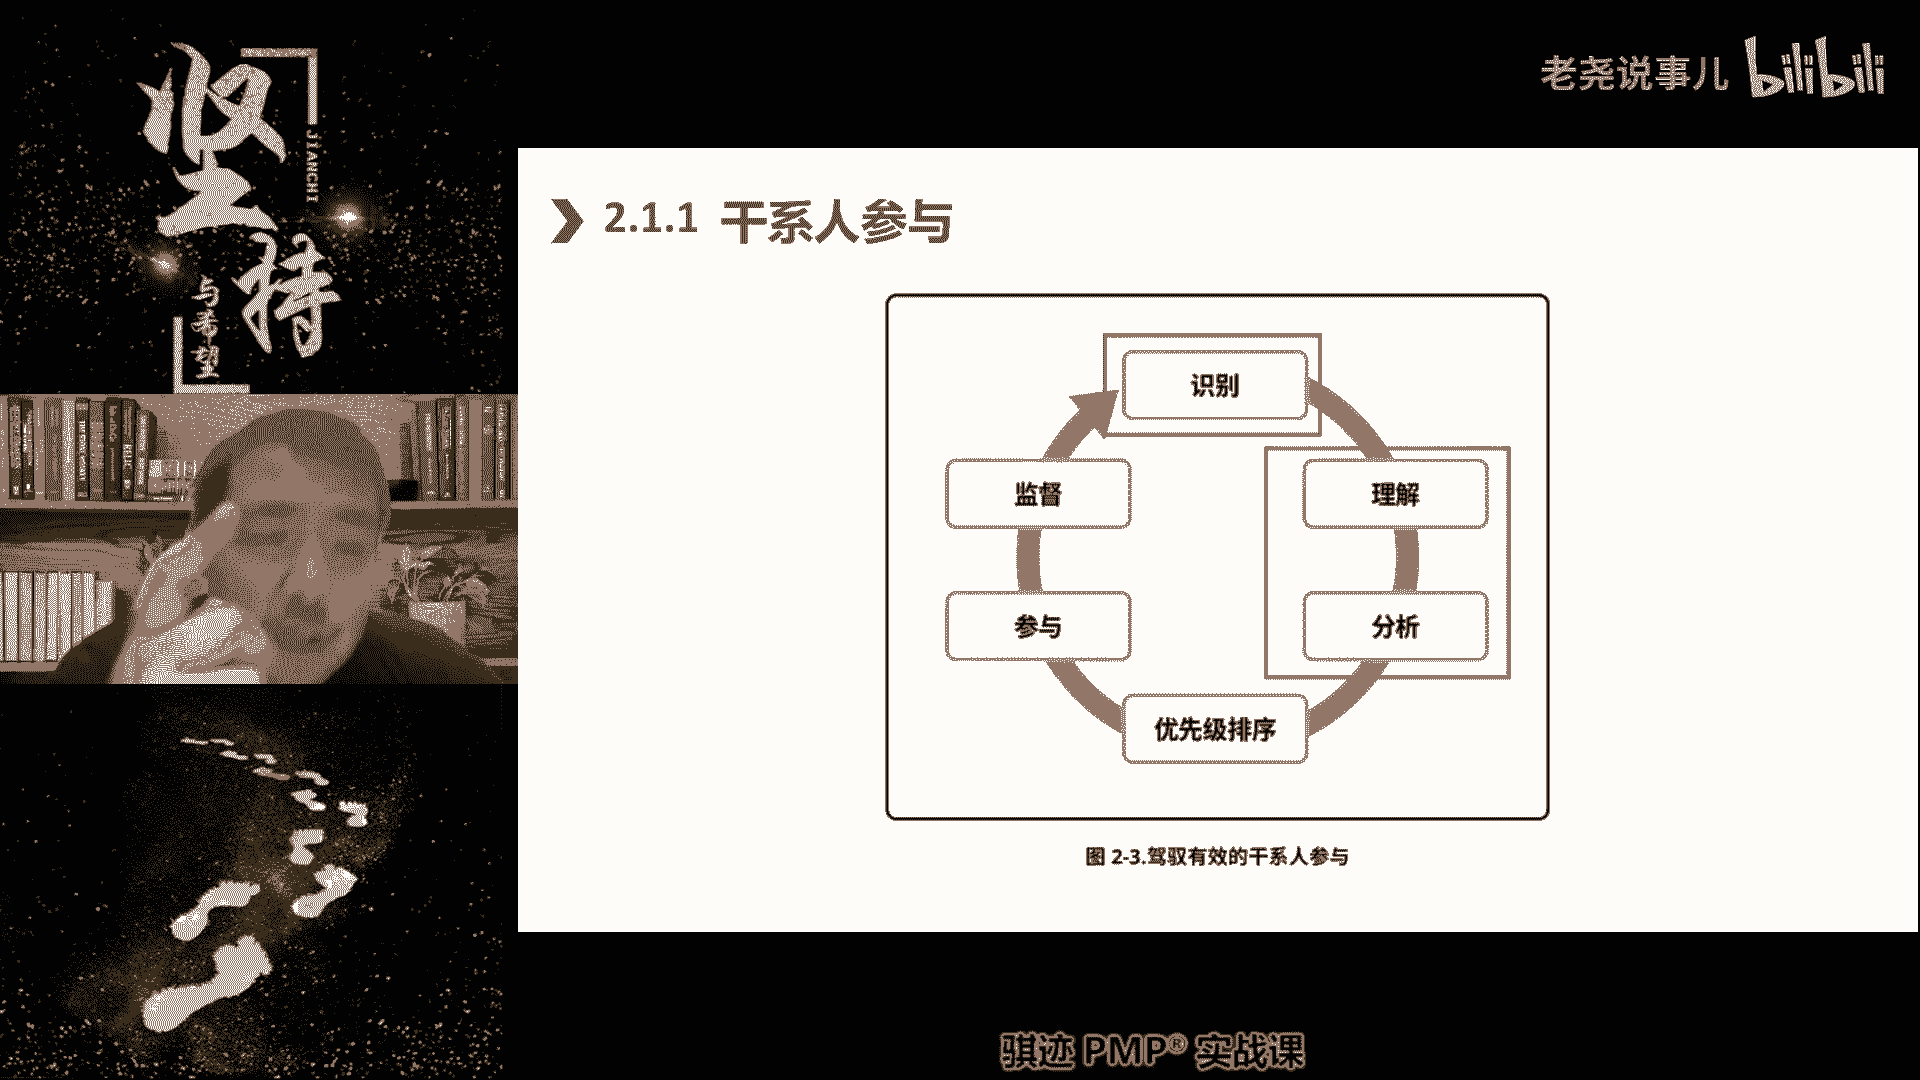 坚持
JIANCHI
与希望
老尧说事儿 bilibili
2.1.1 干系人参与
识别
理解
分析
优先级排序
参与
监督
图 2-3.驾驭有效的干系人参与
骐迹 PMP® 实战课